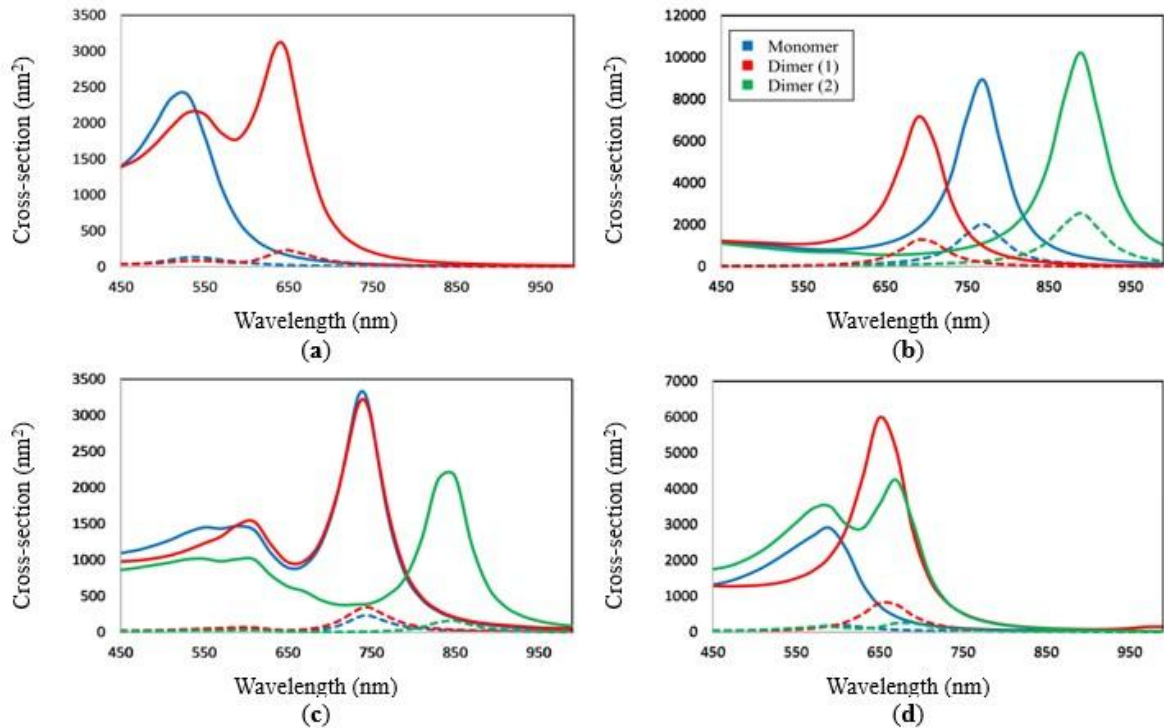 Cross-section (nm²)
3500
3000
2500
2000
1500
1000
500
0
450 550 650 750 850 950
Wavelength (nm)
(a)
Cross-section (nm²)
12000
10000
8000
6000
4000
2000
0
Monomer
Dimer (1)
Dimer (2)
450 550 650 750 850 950
Wavelength (nm)
(b)
Cross-section (nm²)
3500
3000
2500
2000
1500
1000
500
0
450 550 650 750 850 950
Wavelength (nm)
(c)
Cross-section (nm²)
7000
6000
5000
4000
3000
2000
1000
0
450 550 650 750 850 950
Wavelength (nm)
(d)